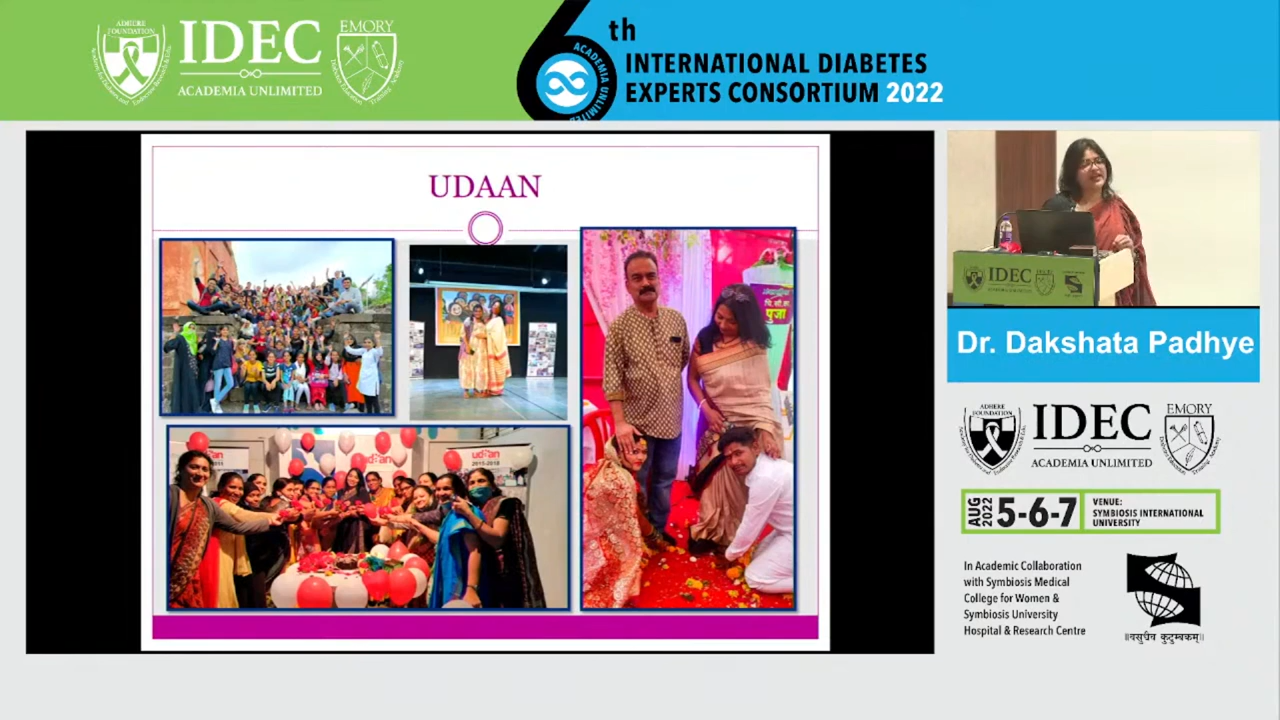 ADHERE
FOUNDATION
IDEC
ACADEMIA UNLIMITED
EMORY
6th
ACADEMIA UNLIMITED
INTERNATIONAL DIABETES
EXPERTS CONSORTIUM 2022
UDAAN
udaan
udaan
2015-2018
पूजा
IDEC
Dr. Dakshata Padhye
ADHERE
FOUNDATION
IDEC
ACADEMIA UNLIMITED
EMORY
AUG
2022
5-6-7
VENUE:
SYMBIOSIS INTERNATIONAL
UNIVERSITY
In Academic Collaboration
with Symbiosis Medical
College for Women &
Symbiosis University
Hospital & Research Centre
॥वसुधैव कुटुम्बकम्॥